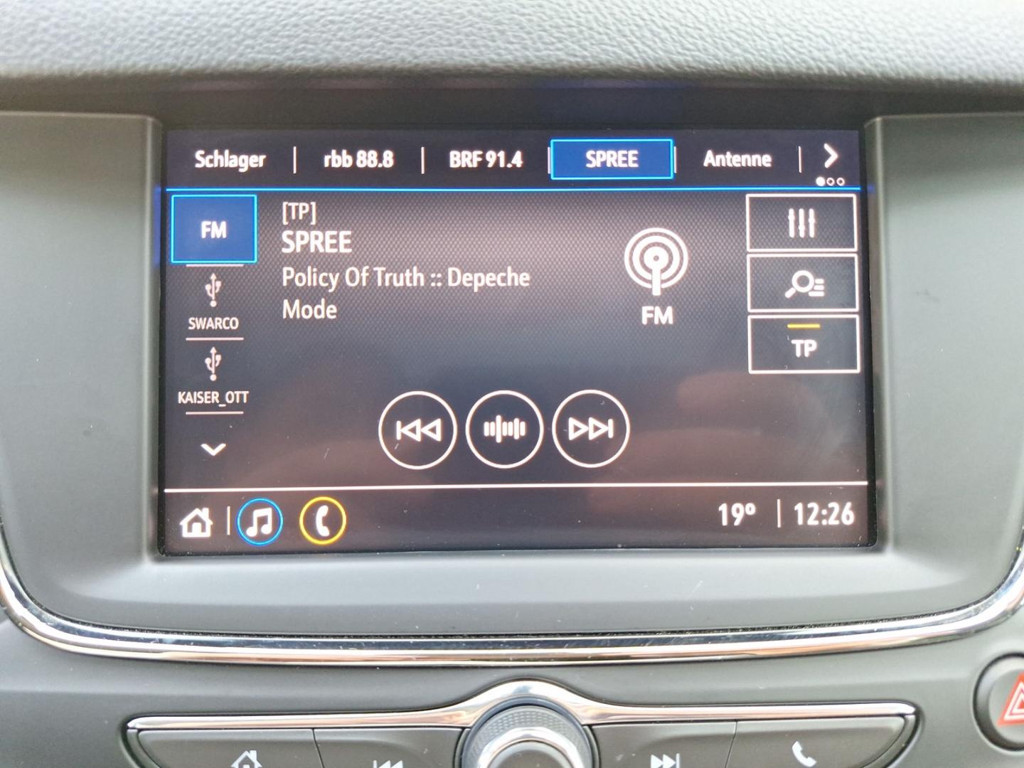 Schlager rbb 88.8 BRF 91.4 SPREE Antenne
FM
[TP]
SPREE
Policy Of Truth :: Depeche
Mode
FM
SWARCO
TP
KAISER_OTT
19° 12:26